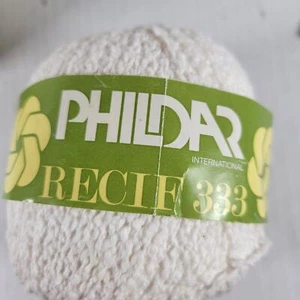 PHILDAR
INTERNATIONAL
RECIF 333